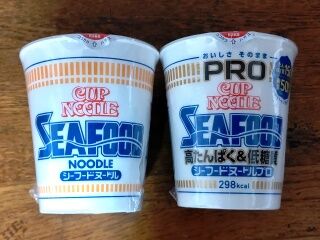 CUP
NOODLE
SEAFOOD
NOODLE
シーフードヌードル
おいしさ そのまま
PRO
CUP
NOODLE
SEAFOOD
高たんぱく&低糖質
シーフードヌードルプロ
298kcal